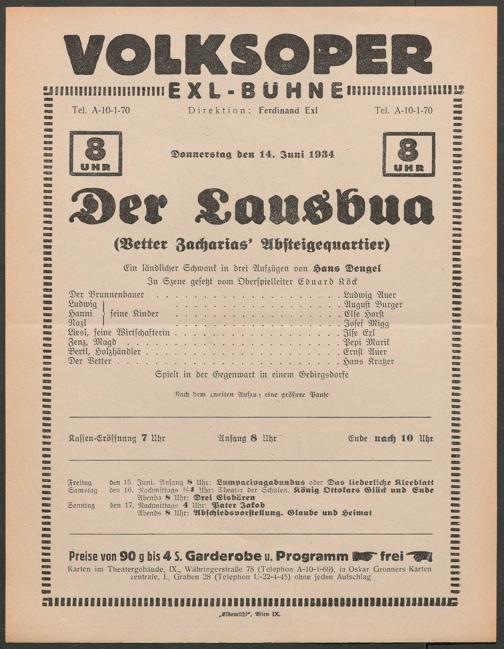 VOLKSOPER
EXL-BÜHNE
Tel. A-10-1-70 Direktion: Ferdinand Exl Tel. A-10-1-70
8 UHR Donnerstag den 14. Juni 1934 8 UHR
Der Lausbua
(Vetter Zacharias' Absteigequartier)
Ein ländlicher Schwank in drei Aufzügen von Hans Dengel
In Szene gesetzt vom Oberspielleiter Eduard Köck
Der Brunnenbauer . . . . . Ludwig Auer
Ludwig } August Burger
Hanni } seine Kinder . . . . . Else Horst
Nazl } Josef Migg
Liesl, seine Wirtschafterin . . . . . Ilse Exl
Zenz, Magd . . . . . Pepi Marik
Bertl, Holzhändler . . . . . Ernst Auer
Der Vetter . . . . . Hans Kratzer
Spielt in der Gegenwart in einem Gebirgsdorfe
Nach dem zweiten Aufzug eine größere Pause
Kassen-Eröffnung 7 Uhr Anfang 8 Uhr Ende nach 10 Uhr
Freitag den 15. Juni. Anfang 8 Uhr: Lumpacivagabundus oder Das liederliche Kleeblatt
Samstag den 16. Nachmittags Uhr: Theater der Schulen. König Ottokars Glück und Ende
Abends 8 Uhr: Drei Eisbären
Sonntag den 17. Nachmittags 4 Uhr: Pater Jakob
Abends 8 Uhr: Abschiedsvorstellung. Glaube und Heimat
Preise von 90 g bis 4 S. Garderobe u. Programm frei
Karten im Theatergebäude, IX., Währingerstraße 78 (Telephon A-10-1-69), in Oskar Gronners Karten
zentrale, I., Graben 28 (Telephon U-22-4-45) ohne jeden Aufschlag
„Elbemühl", Wien IX.